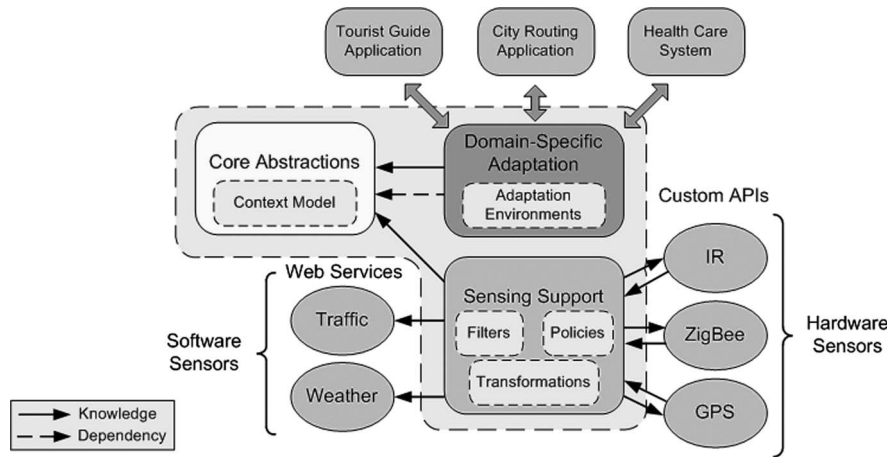 Tourist Guide
Application
City Routing
Application
Health Care
System
Core Abstractions
Context Model
Domain-Specific
Adaptation
Adaptation
Environments
Custom APIs
Web Services
Sensing Support
Filters
Policies
Transformations
IR
ZigBee
GPS
Hardware
Sensors
Traffic
Weather
Software
Sensors
Knowledge
Dependency